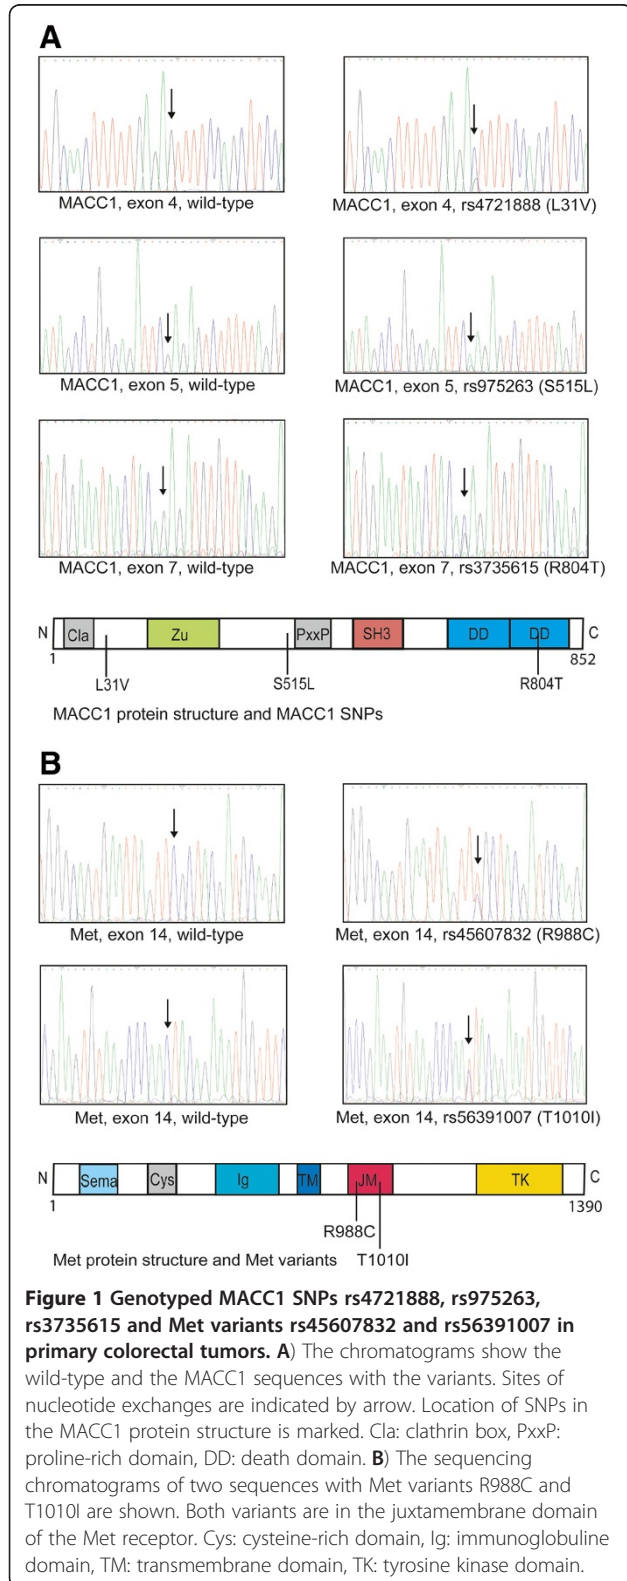 A
MACC1, exon 4, wild-type
MACC1, exon 4, rs4721888 (L31V)
MACC1, exon 5, wild-type
MACC1, exon 5, rs975263 (S515L)
MACC1, exon 7, wild-type
MACC1, exon 7, rs3735615 (R804T)
N Cla Zu PxxP SH3 DD DD C
1 852
L31V S515L R804T
MACC1 protein structure and MACC1 SNPs
B
Met, exon 14, wild-type
Met, exon 14, rs45607832 (R988C)
Met, exon 14, wild-type
Met, exon 14, rs56391007 (T1010I)
N Sema Cys Ig TM JM TK C
1 1390
R988C
Met protein structure and Met variants T1010I
Figure 1 Genotyped MACC1 SNPs rs4721888, rs975263,
rs3735615 and Met variants rs45607832 and rs56391007 in
primary colorectal tumors. A) The chromatograms show the
wild-type and the MACC1 sequences with the variants. Sites of
nucleotide exchanges are indicated by arrow. Location of SNPs in
the MACC1 protein structure is marked. Cla: clathrin box, PxxP:
proline-rich domain, DD: death domain. B) The sequencing
chromatograms of two sequences with Met variants R988C and
T1010I are shown. Both variants are in the juxtamembrane domain
of the Met receptor. Cys: cysteine-rich domain, Ig: immunoglobuline
domain, TM: transmembrane domain, TK: tyrosine kinase domain.